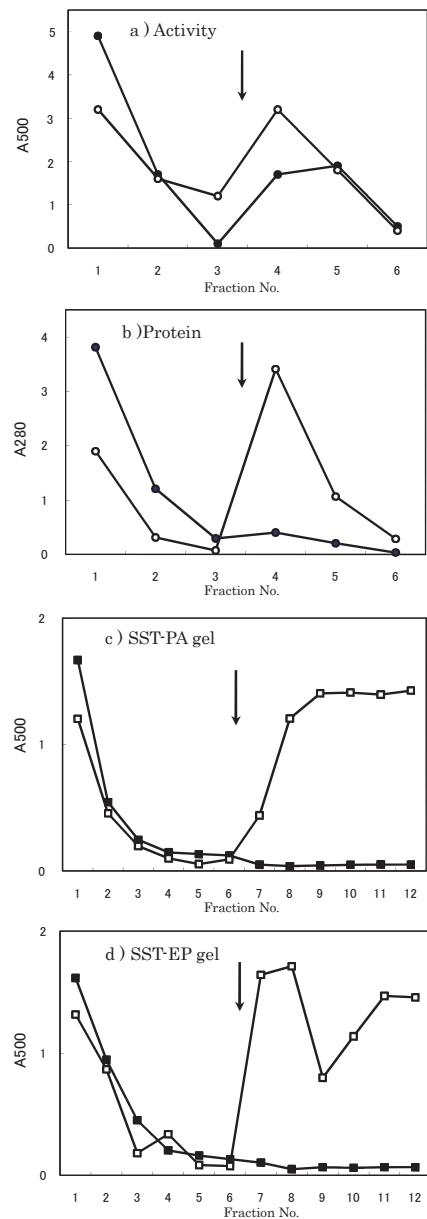 a ) Activity
A500
5
4
3
2
1
0
1 2 3 4 5 6
Fraction No.
b )Protein
A280
4
3
2
1
0
1 2 3 4 5 6
Fraction No.
c ) SST-PA gel
A500
2
1
0
1 2 3 4 5 6 7 8 9 10 11 12
Fraction No.
d ) SST-EP gel
A500
2
1
0
1 2 3 4 5 6 7 8 9 10 11 12
Fraction No.